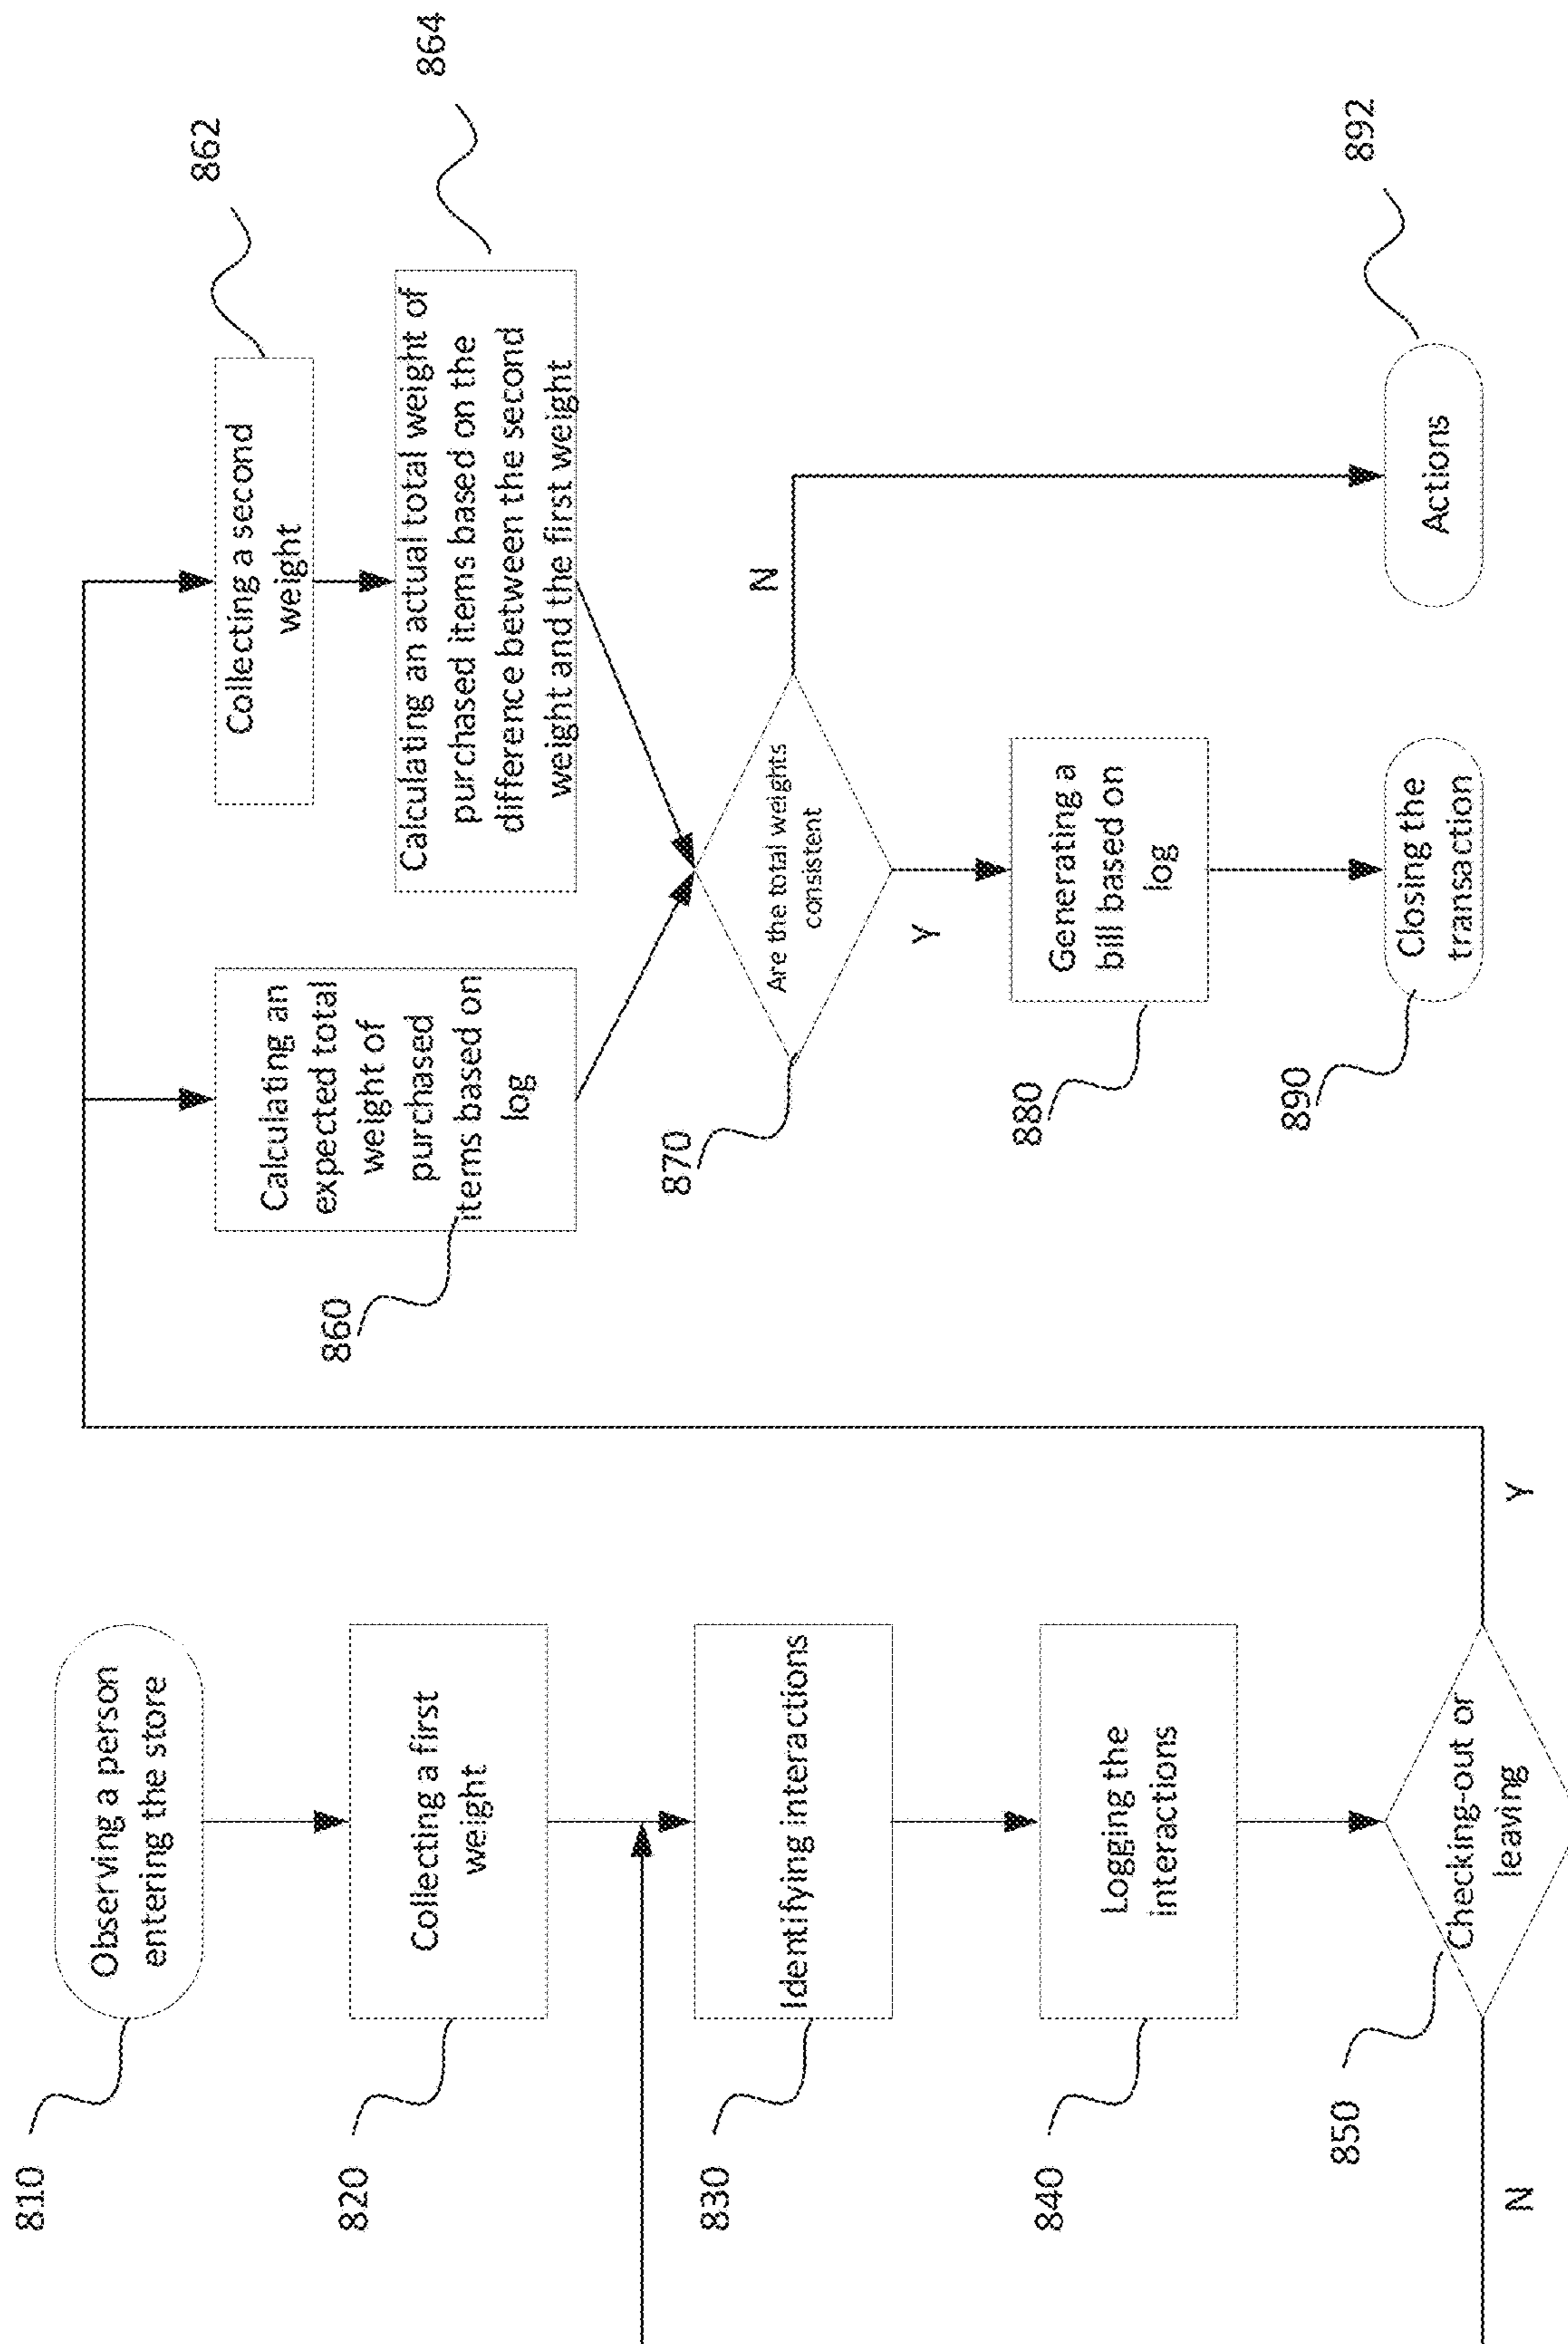 810
Observing a person
entering the store
820
Collecting a first
weight
830
Identifying interactions
840
Logging the
interactions
850
Checking-out or
leaving
N
Y
860
Calculating an
expected total
weight of
purchased
items based on
log
862
Collecting a second
weight
864
Calculating an actual total weight of
purchased items based on the
difference between the second
weight and the first weight
870
Are the total weights
consistent
N
Y
880
Generating a
bill based on
log
890
Closing the
transaction
892
Actions